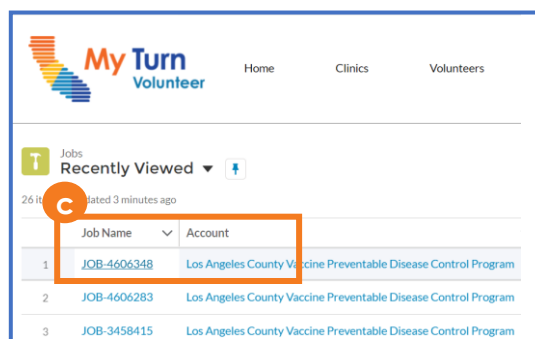 My Turn
Volunteer
Home Clinics Volunteers
Jobs
Recently Viewed
26 dated 3 minutes ago
C
Job Name Account
1 JOB-4606348 Los Angeles County Vaccine Preventable Disease Control Program
2 JOB-4606283 Los Angeles County Vaccine Preventable Disease Control Program
3 JOB-3458415 Los Angeles County Vaccine Preventable Disease Control Program